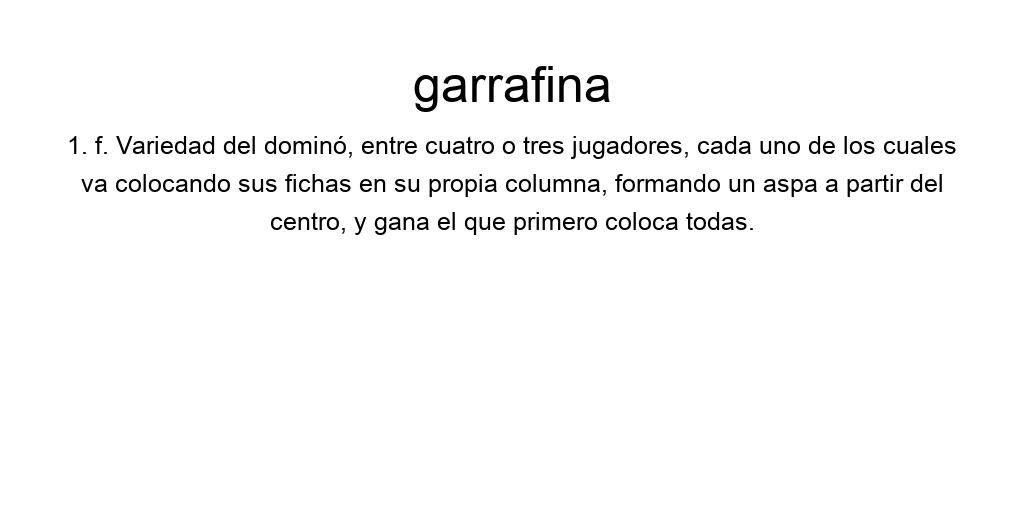 garrafina
1. f. Variedad del dominó, entre cuatro o tres jugadores, cada uno de los cuales
va colocando sus fichas en su propia columna, formando un aspa a partir del
centro, y gana el que primero coloca todas.